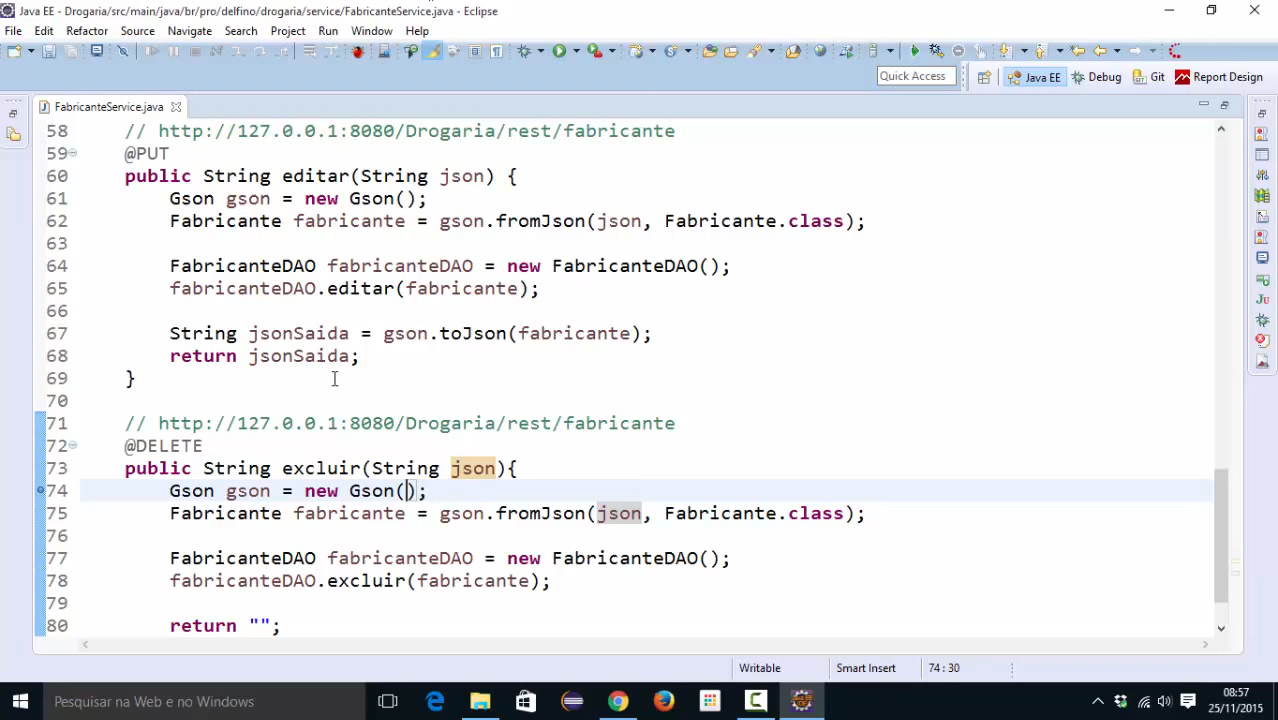 Java EE - Drogaria/src/main/java/br/pro/delfino/drogaria/service/FabricanteService.java - Eclipse
File Edit Refactor Source Navigate Search Project Run Window Help
Quick Access Java EE Debug Git Report Design
FabricanteService.java
58 // http://127.0.0.1:8080/Drogaria/rest/fabricante
59 @PUT
60 public String editar(String json) {
61 Gson gson = new Gson();
62 Fabricante fabricante = gson.fromJson(json, Fabricante.class);
63
64 FabricanteDAO fabricanteDAO = new FabricanteDAO();
65 fabricanteDAO.editar(fabricante);
66
67 String jsonSaida = gson.toJson(fabricante);
68 return jsonSaida;
69 }
70
71 // http://127.0.0.1:8080/Drogaria/rest/fabricante
72 @DELETE
73 public String excluir(String json){
74 Gson gson = new Gson();
75 Fabricante fabricante = gson.fromJson(json, Fabricante.class);
76
77 FabricanteDAO fabricanteDAO = new FabricanteDAO();
78 fabricanteDAO.excluir(fabricante);
79
80 return "";
Writable Smart Insert 74 : 30
Pesquisar na Web e no Windows
08:57
25/11/2015